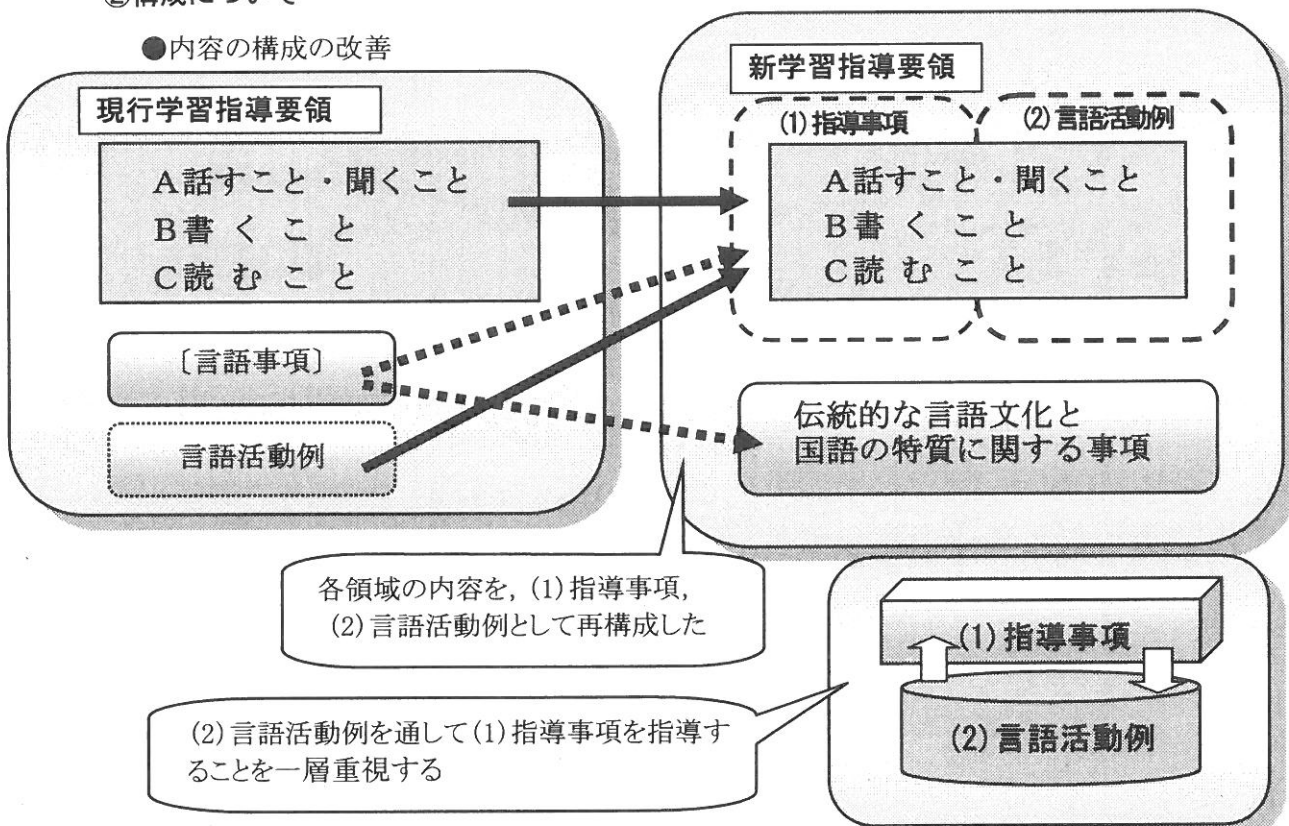 ②構成について
●内容の構成の改善
現行学習指導要領
A話すこと・聞くこと
B書くこと
C読むこと
〔言語事項〕
言語活動例
新学習指導要領
(1)指導事項
(2)言語活動例
A話すこと・聞くこと
B書くこと
C読むこと
伝統的な言語文化と
国語の特質に関する事項
各領域の内容を,(1)指導事項,
(2)言語活動例として再構成した
(2)言語活動例を通して(1)指導事項を指導す
ることを一層重視する
(1)指導事項
(2)言語活動例